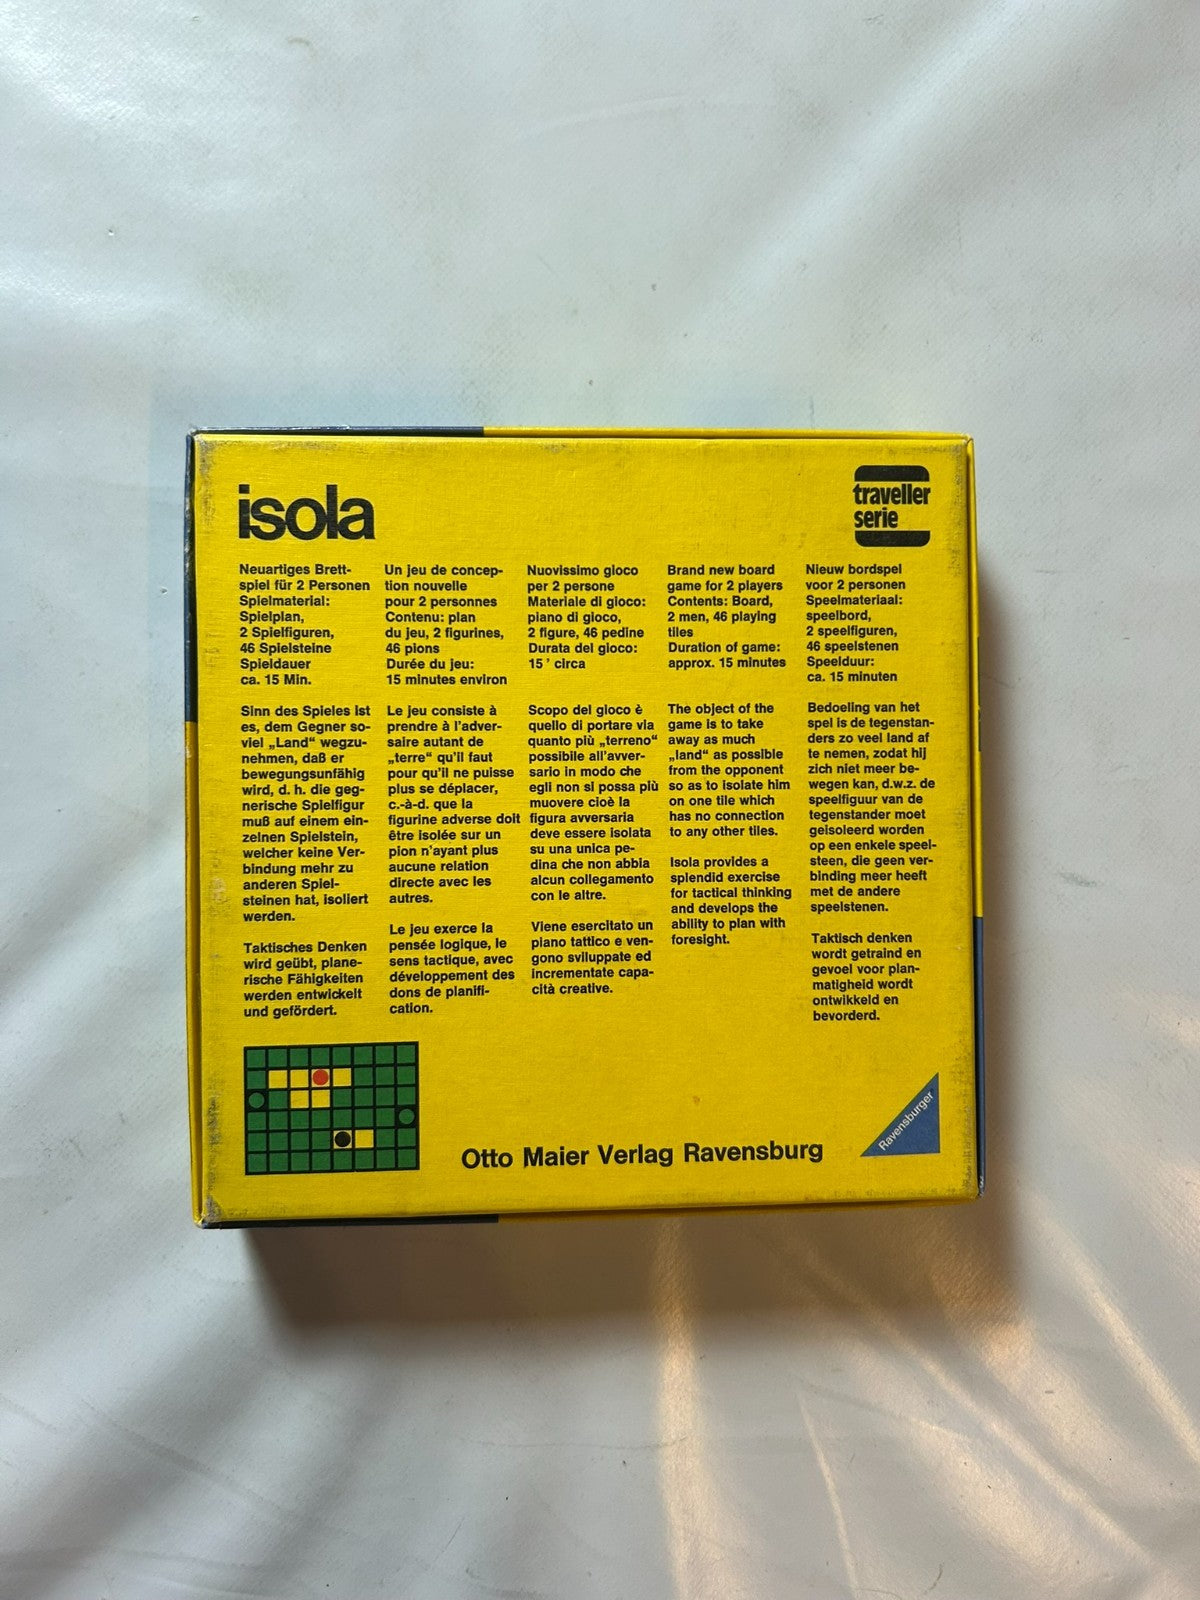 isola
traveller
serie
Neuartiges Brett-
spiel für 2 Personen
Spielmaterial:
Spielplan,
2 Spielfiguren,
46 Spielsteine
Spieldauer
ca. 15 Min.
Sinn des Spieles ist
es, dem Gegner so-
viel „Land“ wegzu-
nehmen, daß er
bewegungsunfähig
wird, d. h. die geg-
nerische Spielfigur
muß auf einem ein-
zelnen Spielstein,
welcher keine Ver-
bindung mehr zu
anderen Spiel-
steinen hat, isoliert
werden.
Taktisches Denken
wird geübt, plane-
rische Fähigkeiten
werden entwickelt
und gefördert.
Un jeu de concep-
tion nouvelle
pour 2 personnes
Contenu: plan
du jeu, 2 figurines,
46 pions
Durée du jeu:
15 minutes environ
Le jeu consiste à
prendre à l'adver-
saire autant de
„terre“ qu'il faut
pour qu'il ne puisse
plus se déplacer,
c.-à-d. que la
figurine adverse doit
être isolée sur un
pion n'ayant plus
aucune relation
directe avec les
autres.
Le jeu exerce la
pensée logique, le
sens tactique, avec
développement des
dons de planifi-
cation.
Nuovissimo gioco
per 2 persone
Materiale di gioco:
piano di gioco,
2 figure, 46 pedine
Durata del gioco:
15 ' circa
Scopo del gioco è
quello di portare via
quanto più „terreno“
possibile all'avver-
sario in modo che
egli non si possa più
muovere cioè la
figura avversaria
deve essere isolata
su una unica pe-
dina che non abbia
alcun collegamento
con le altre.
Viene esercitato un
piano tattico e ven-
gono sviluppate ed
incrementate capa-
cità creative.
Brand new board
game for 2 players
Contents: Board,
2 men, 46 playing
tiles
Duration of game:
approx. 15 minutes
The object of the
game is to take
away as much
„land“ as possible
from the opponent
so as to isolate him
on one tile which
has no connection
to any other tiles.
Isola provides a
splendid exercise
for tactical thinking
and develops the
ability to plan with
foresight.
Nieuw bordspel
voor 2 personen
Speelmateriaal:
speelbord,
2 speelfiguren,
46 speelstenen
Speelduur:
ca. 15 minuten
Bedoeling van het
spel is de tegenstan-
ders zo veel land af
te nemen, zodat hij
zich niet meer be-
wegen kan, d.w.z. de
speelfiguur van de
tegenstander moet
geisoleerd worden
op een enkele speel-
steen, die geen ver-
binding meer heeft
met de andere
speelstenen.
Taktisch denken
wordt getraind en
gevoel voor plan-
matigheid wordt
ontwikkeld en
bevorderd.
Otto Maier Verlag Ravensburg
Ravensburger